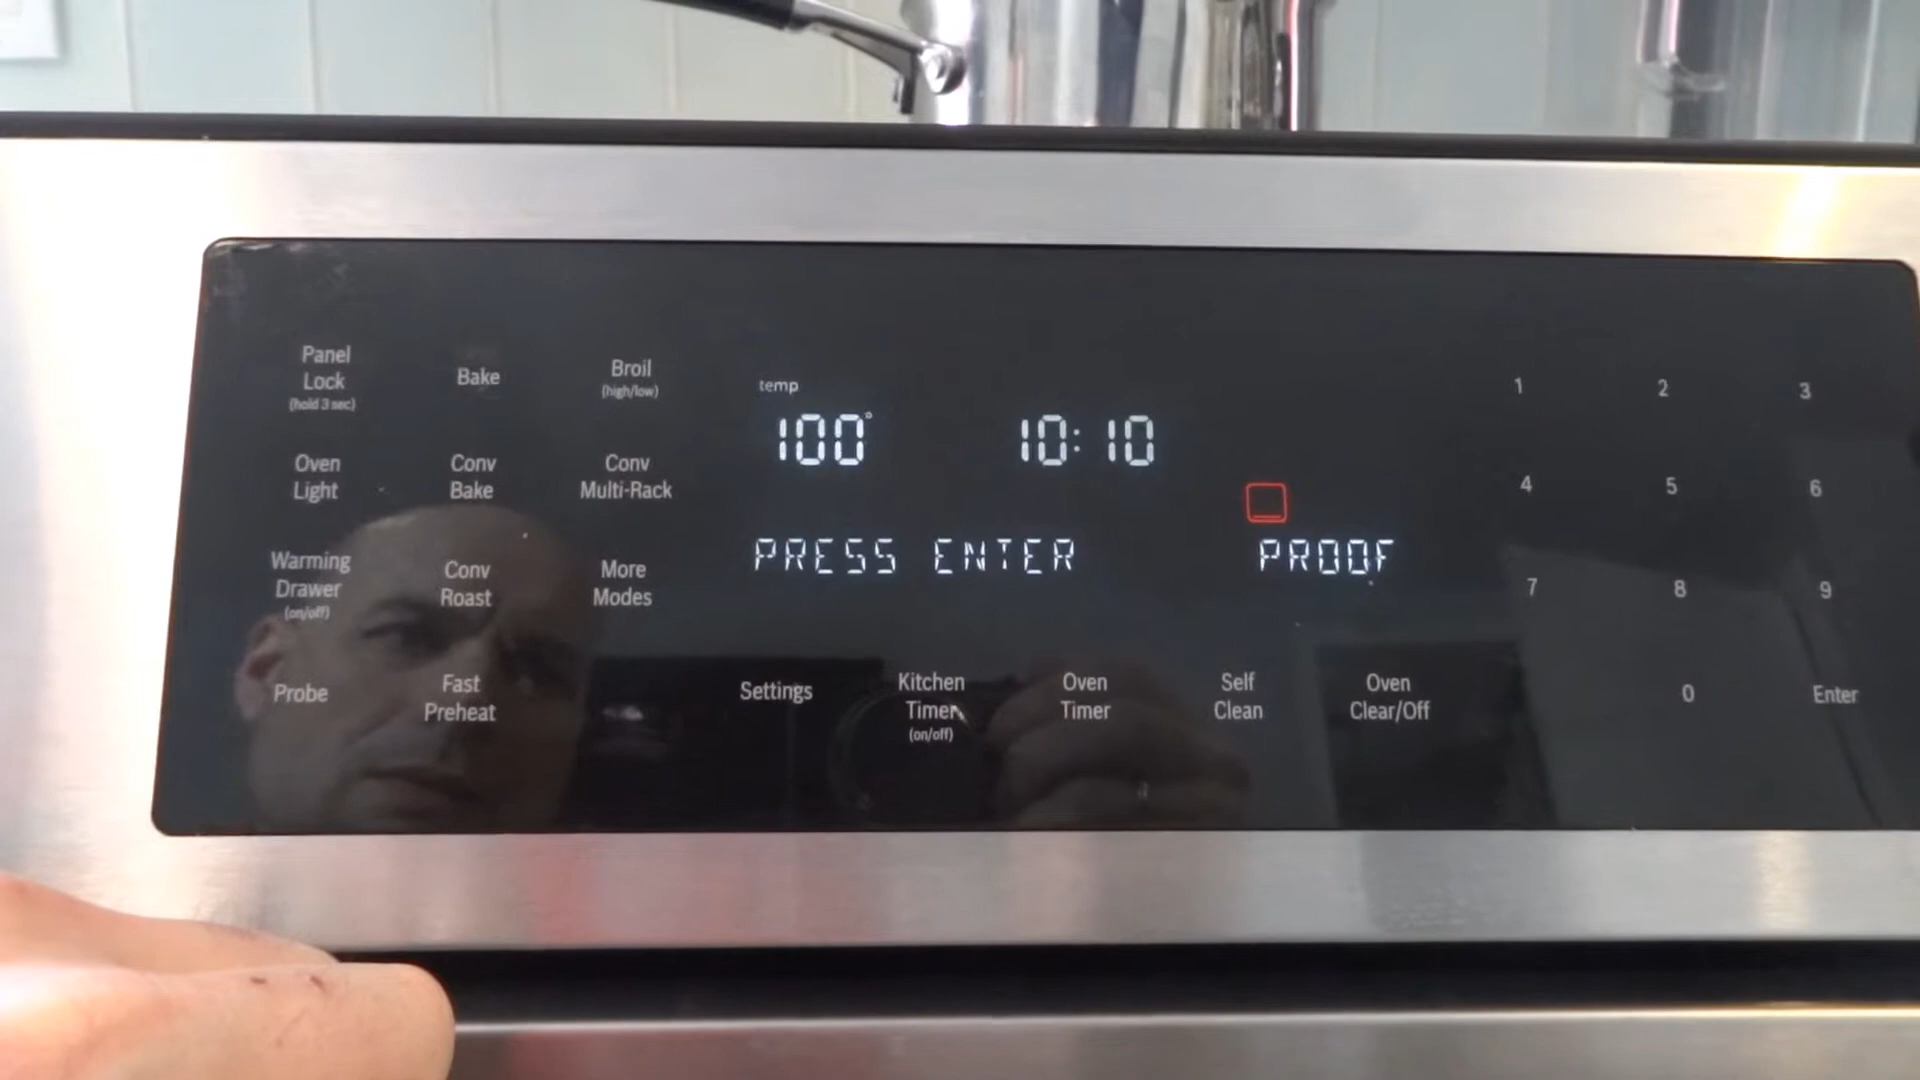 Panel
Lock
(hold 3 sec)
Bake
Broil
(high/low)
temp
100°
10:10
1
2
3
Oven
Light
Conv
Bake
Conv
Multi-Rack
4
5
6
PRESS ENTER
PROOF
Warming
Drawer
(on/off)
Conv
Roast
More
Modes
7
8
9
Probe
Fast
Preheat
Settings
Kitchen
Timer
(on/off)
Oven
Timer
Self
Clean
Oven
Clear/Off
0
Enter